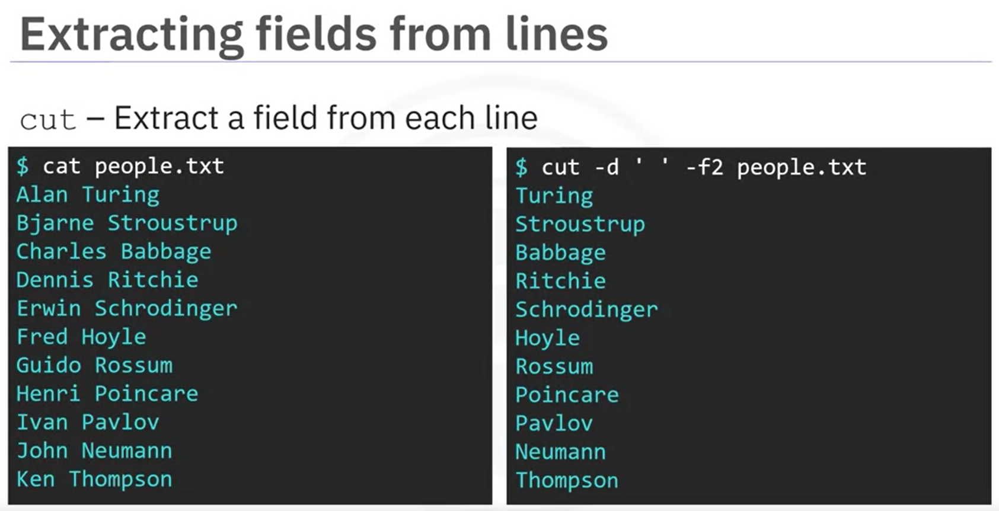 Extracting fields from lines
cut – Extract a field from each line
$ cat people.txt
Alan Turing
Bjarne Stroustrup
Charles Babbage
Dennis Ritchie
Erwin Schrodinger
Fred Hoyle
Guido Rossum
Henri Poincare
Ivan Pavlov
John Neumann
Ken Thompson
$ cut -d ' ' -f2 people.txt
Turing
Stroustrup
Babbage
Ritchie
Schrodinger
Hoyle
Rossum
Poincare
Pavlov
Neumann
Thompson